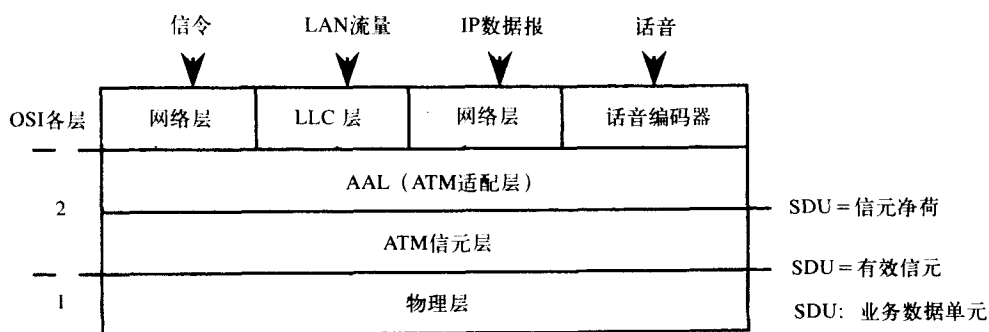 信令 LAN流量 IP数据报 话音
OSI各层 网络层 LLC 层 网络层 话音编码器
AAL（ATM适配层）
2
SDU = 信元净荷
ATM信元层
SDU = 有效信元
1 物理层
SDU: 业务数据单元